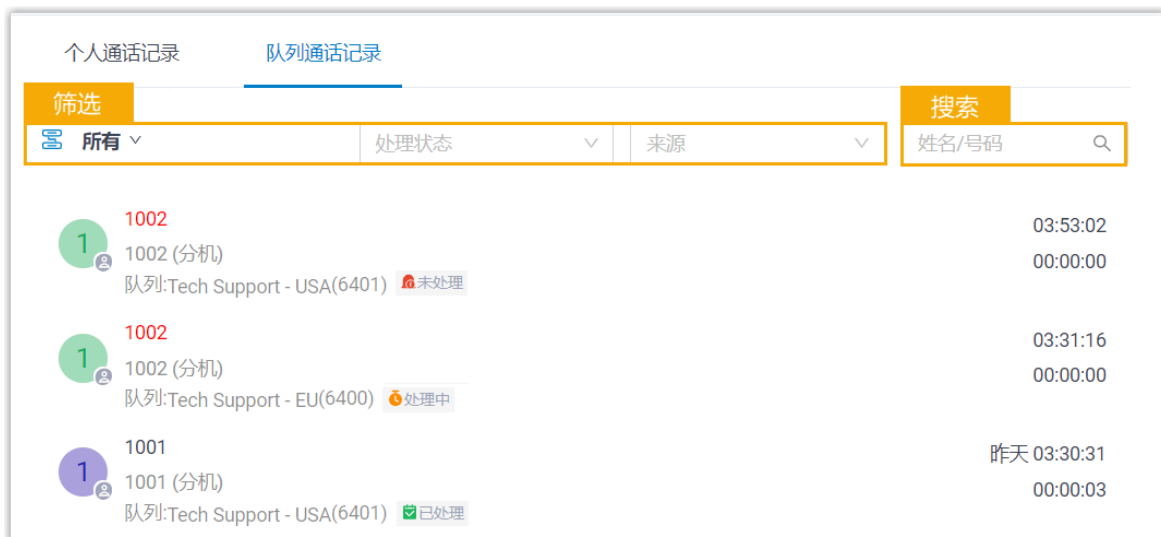 个人通话记录 队列通话记录
筛选 搜索
所有 处理状态 来源 姓名/号码
1002 03:53:02
1 1002 (分机) 00:00:00
队列:Tech Support - USA(6401) 未处理
1002 03:31:16
1 1002 (分机) 00:00:00
队列:Tech Support - EU(6400) 处理中
1001 昨天 03:30:31
1 1001 (分机) 00:00:03
队列:Tech Support - USA(6401) 已处理